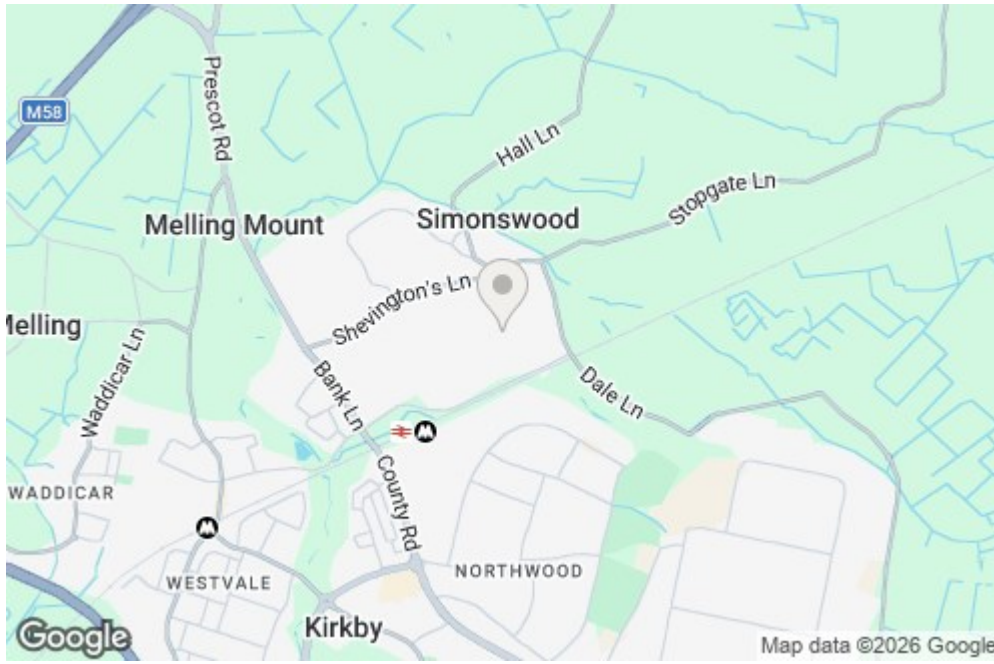 M58
Prescot Rd
Hall Ln
Stopgate Ln
Melling Mount
Simonswood
Shevington's Ln
Melling
Waddicar Ln
Bank Ln
Dale Ln
County Rd
WADDICAR
NORTHWOOD
WESTVALE
Kirkby
Google
Map data ©2026 Google